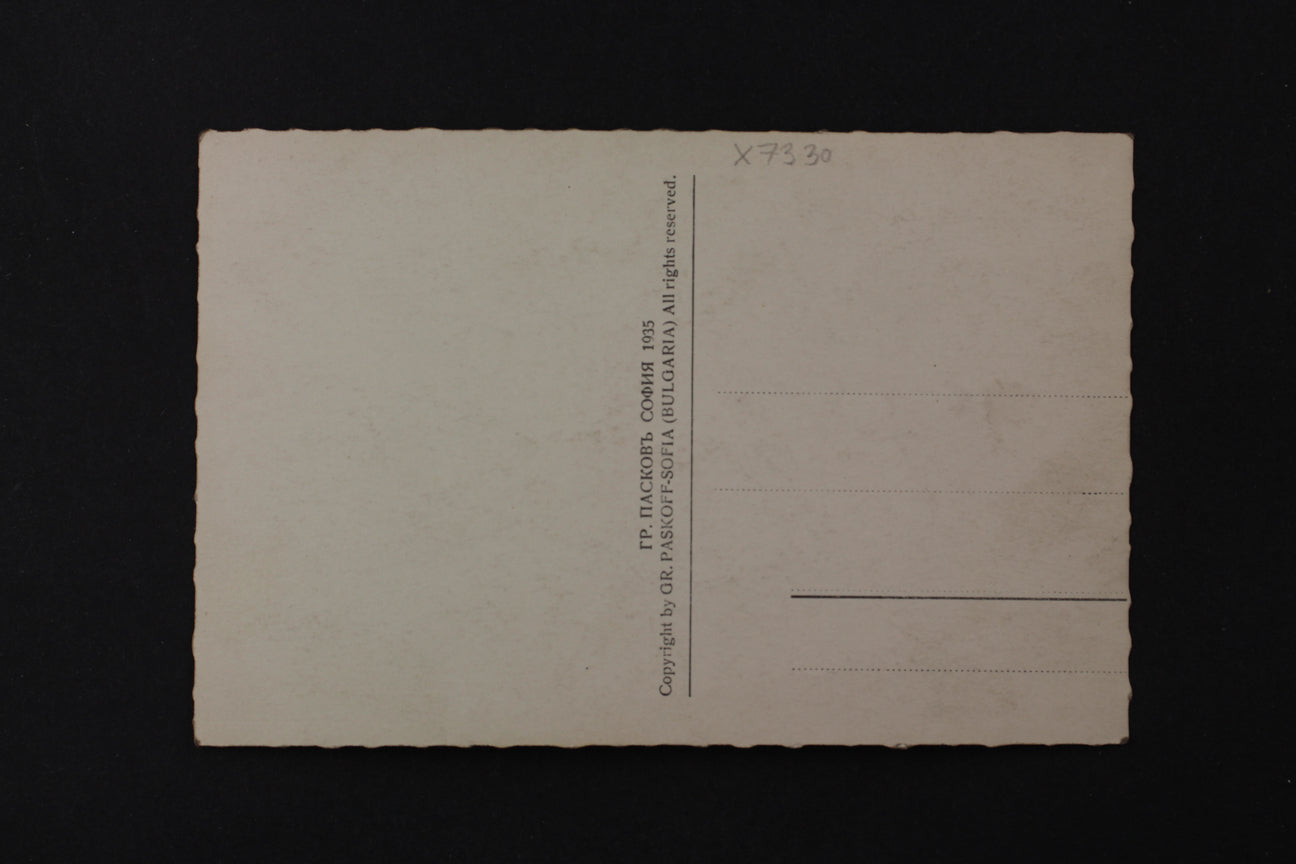 X7330
ГР. ПАСКОВЪ СОФИЯ 1935
Copyright by GR. PASKOFF-SOFIA (BULGARIA) All rights reserved.